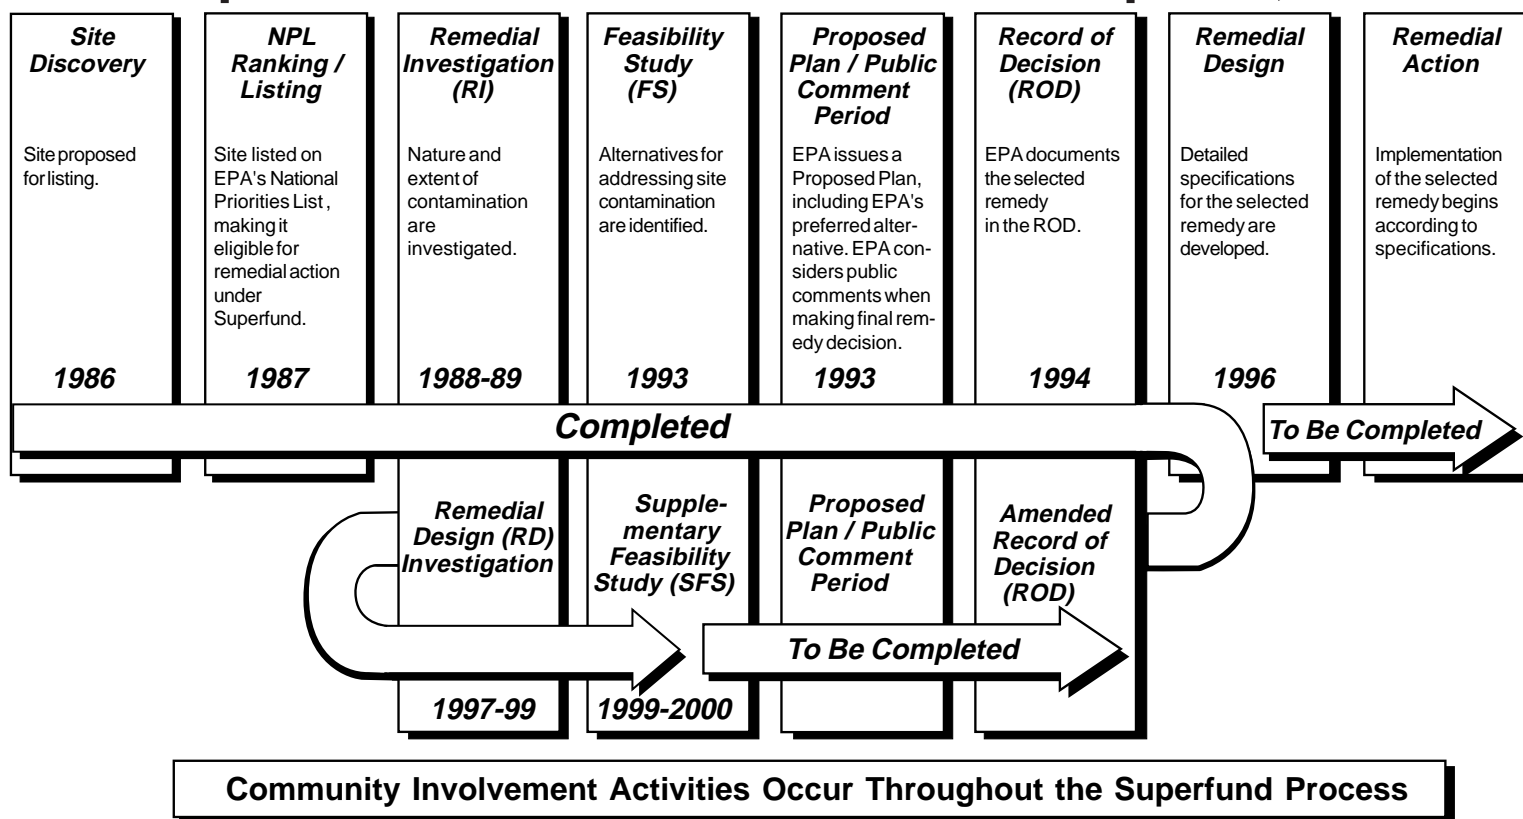 Site
Discovery
Site proposed
for listing.
1986
NPL
Ranking /
Listing
Site listed on
EPA's National
Priorities List ,
making it
eligible for
remedial action
under
Superfund.
1987
Remedial
Investigation
(RI)
Nature and
extent of
contamination
are
investigated.
1988-89
Feasibility
Study
(FS)
Alternatives for
addressing site
contamination
are identified.
1993
Proposed
Plan / Public
Comment
Period
EPA issues a
Proposed Plan,
including EPA's
preferred alter-
native. EPA con-
siders public
comments when
making final rem-
edy decision.
1993
Record of
Decision
(ROD)
EPA documents
the selected
remedy
in the ROD.
1994
Remedial
Design
Detailed
specifications
for the selected
remedy are
developed.
1996
Remedial
Action
Implementation
of the selected
remedy begins
according to
specifications.
Completed
To Be Completed
Remedial
Design (RD)
Investigation
1997-99
Supple-
mentary
Feasibility
Study (SFS)
1999-2000
Proposed
Plan / Public
Comment
Period
Amended
Record of
Decision
(ROD)
To Be Completed
Community Involvement Activities Occur Throughout the Superfund Process